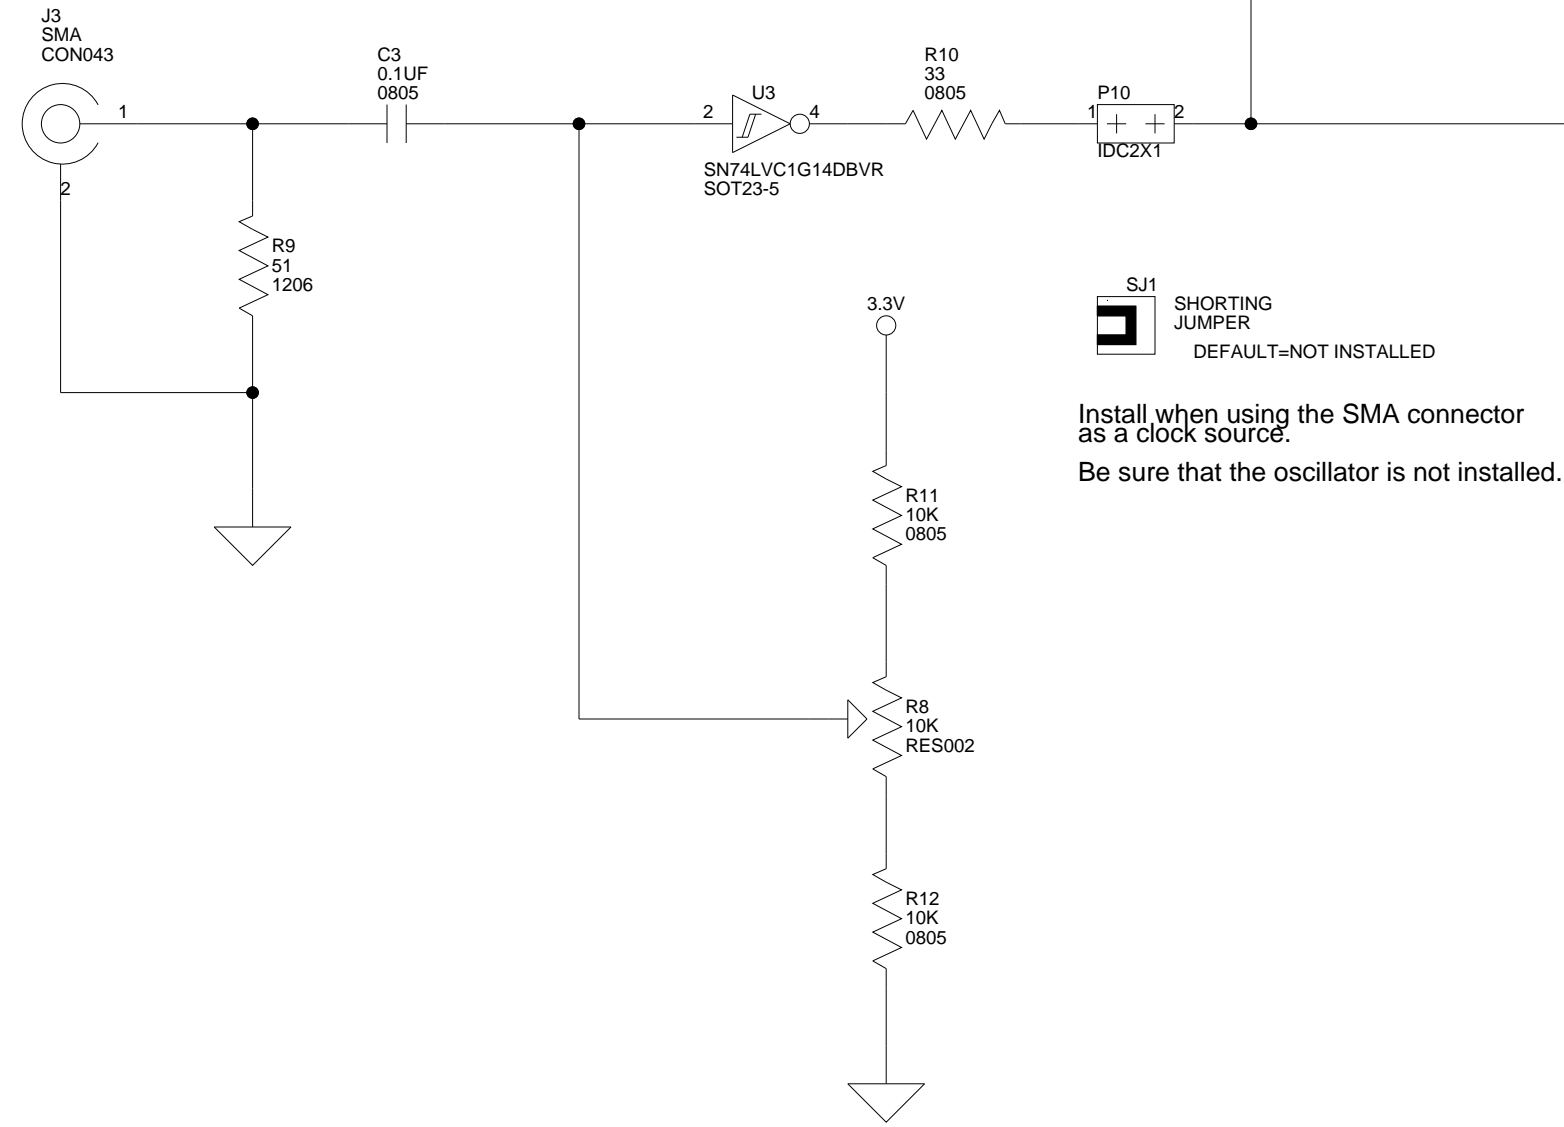 J3
SMA
CON043
1
2
C3
0.1UF
0805
R9
51
1206
2
U3
4
SN74LVC1G14DBVR
SOT23-5
R10
33
0805
P10
1
2
IDC2X1
SJ1
SHORTING
JUMPER
DEFAULT=NOT INSTALLED
Install when using the SMA connector
as a clock source.
Be sure that the oscillator is not installed.
3.3V
R11
10K
0805
R8
10K
RES002
R12
10K
0805